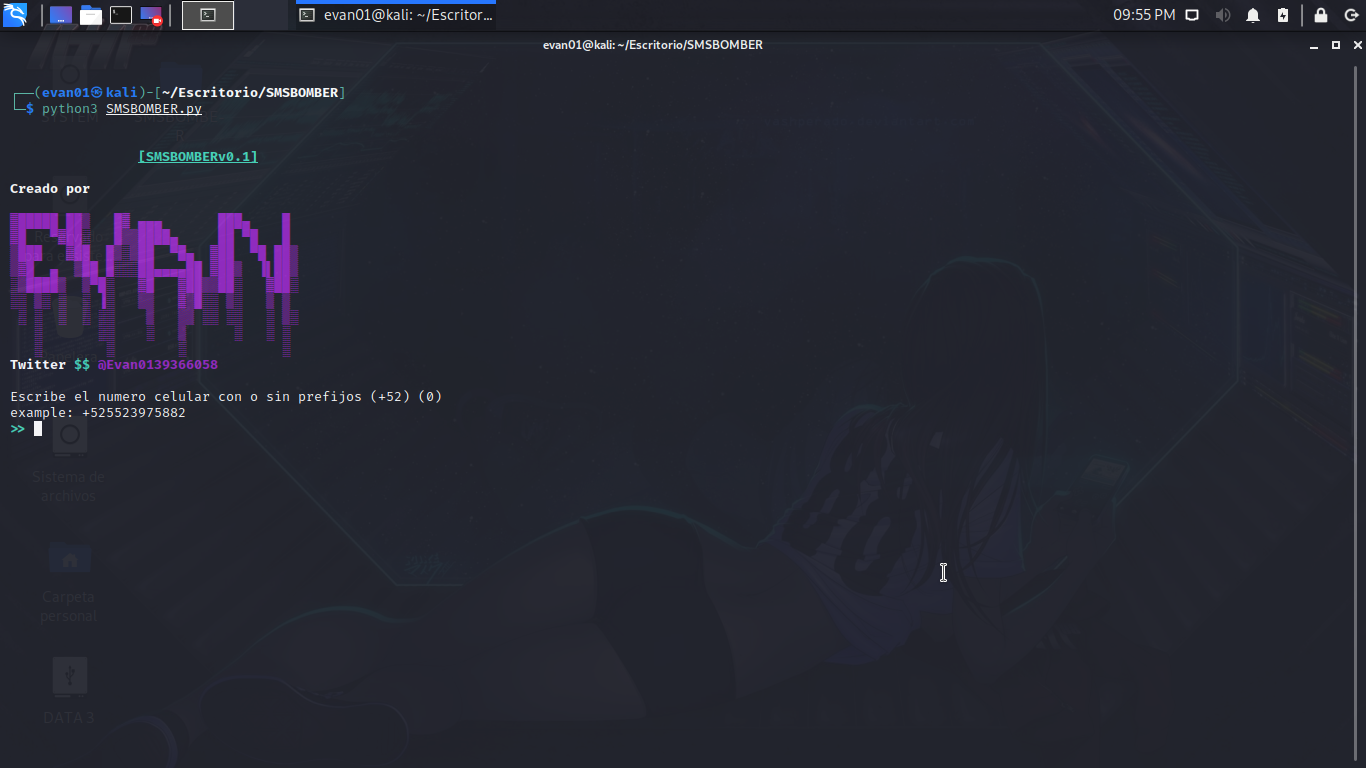 evan01@kali: ~/Escritor...
09:55 PM
evan01@kali: ~/Escritorio/SMSBOMBER
(evan01㉿kali)-[~/Escritorio/SMSBOMBER]
$ python3 SMSBOMBER.py
[SMSBOMBERv0.1]
Creado por
EVAN
Twitter $$ @Evan0139366058
Escribe el numero celular con o sin prefijos (+52) (0)
example: +525523975882
>>
Sistema de
archivos
Carpeta
personal
DATA 3